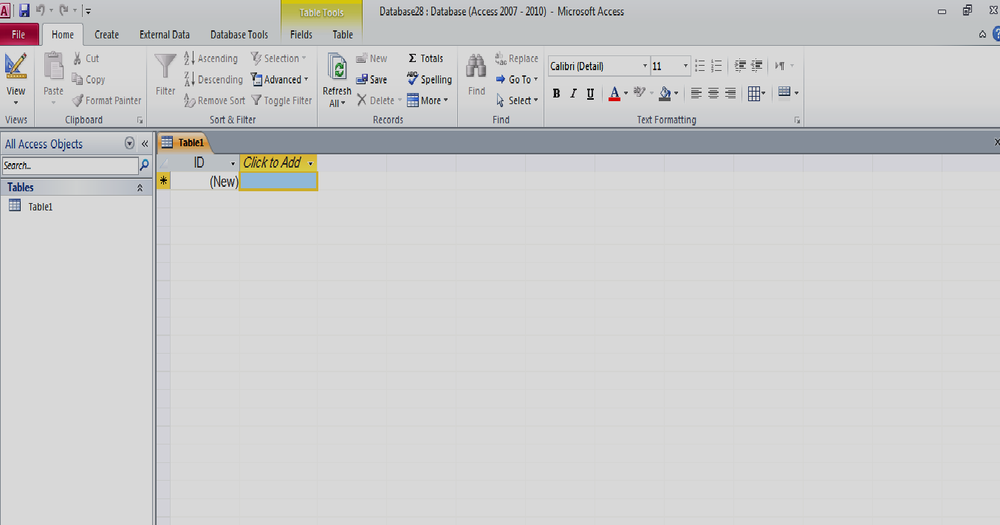 Table Tools
Database28 : Database (Access 2007 - 2010) - Microsoft Access
File Home Create External Data Database Tools Fields Table
View
Views
Paste
Cut
Copy
Format Painter
Clipboard
Filter
Ascending
Descending
Remove Sort
Selection
Advanced
Toggle Filter
Sort & Filter
Refresh
All
New
Save
Delete
Σ Totals
Spelling
More
Records
Find
Replace
Go To
Select
Find
Calibri (Detail) 11
B I U A
Text Formatting
All Access Objects «
Search...
Tables
Table1
Table1
ID Click to Add
* (New)